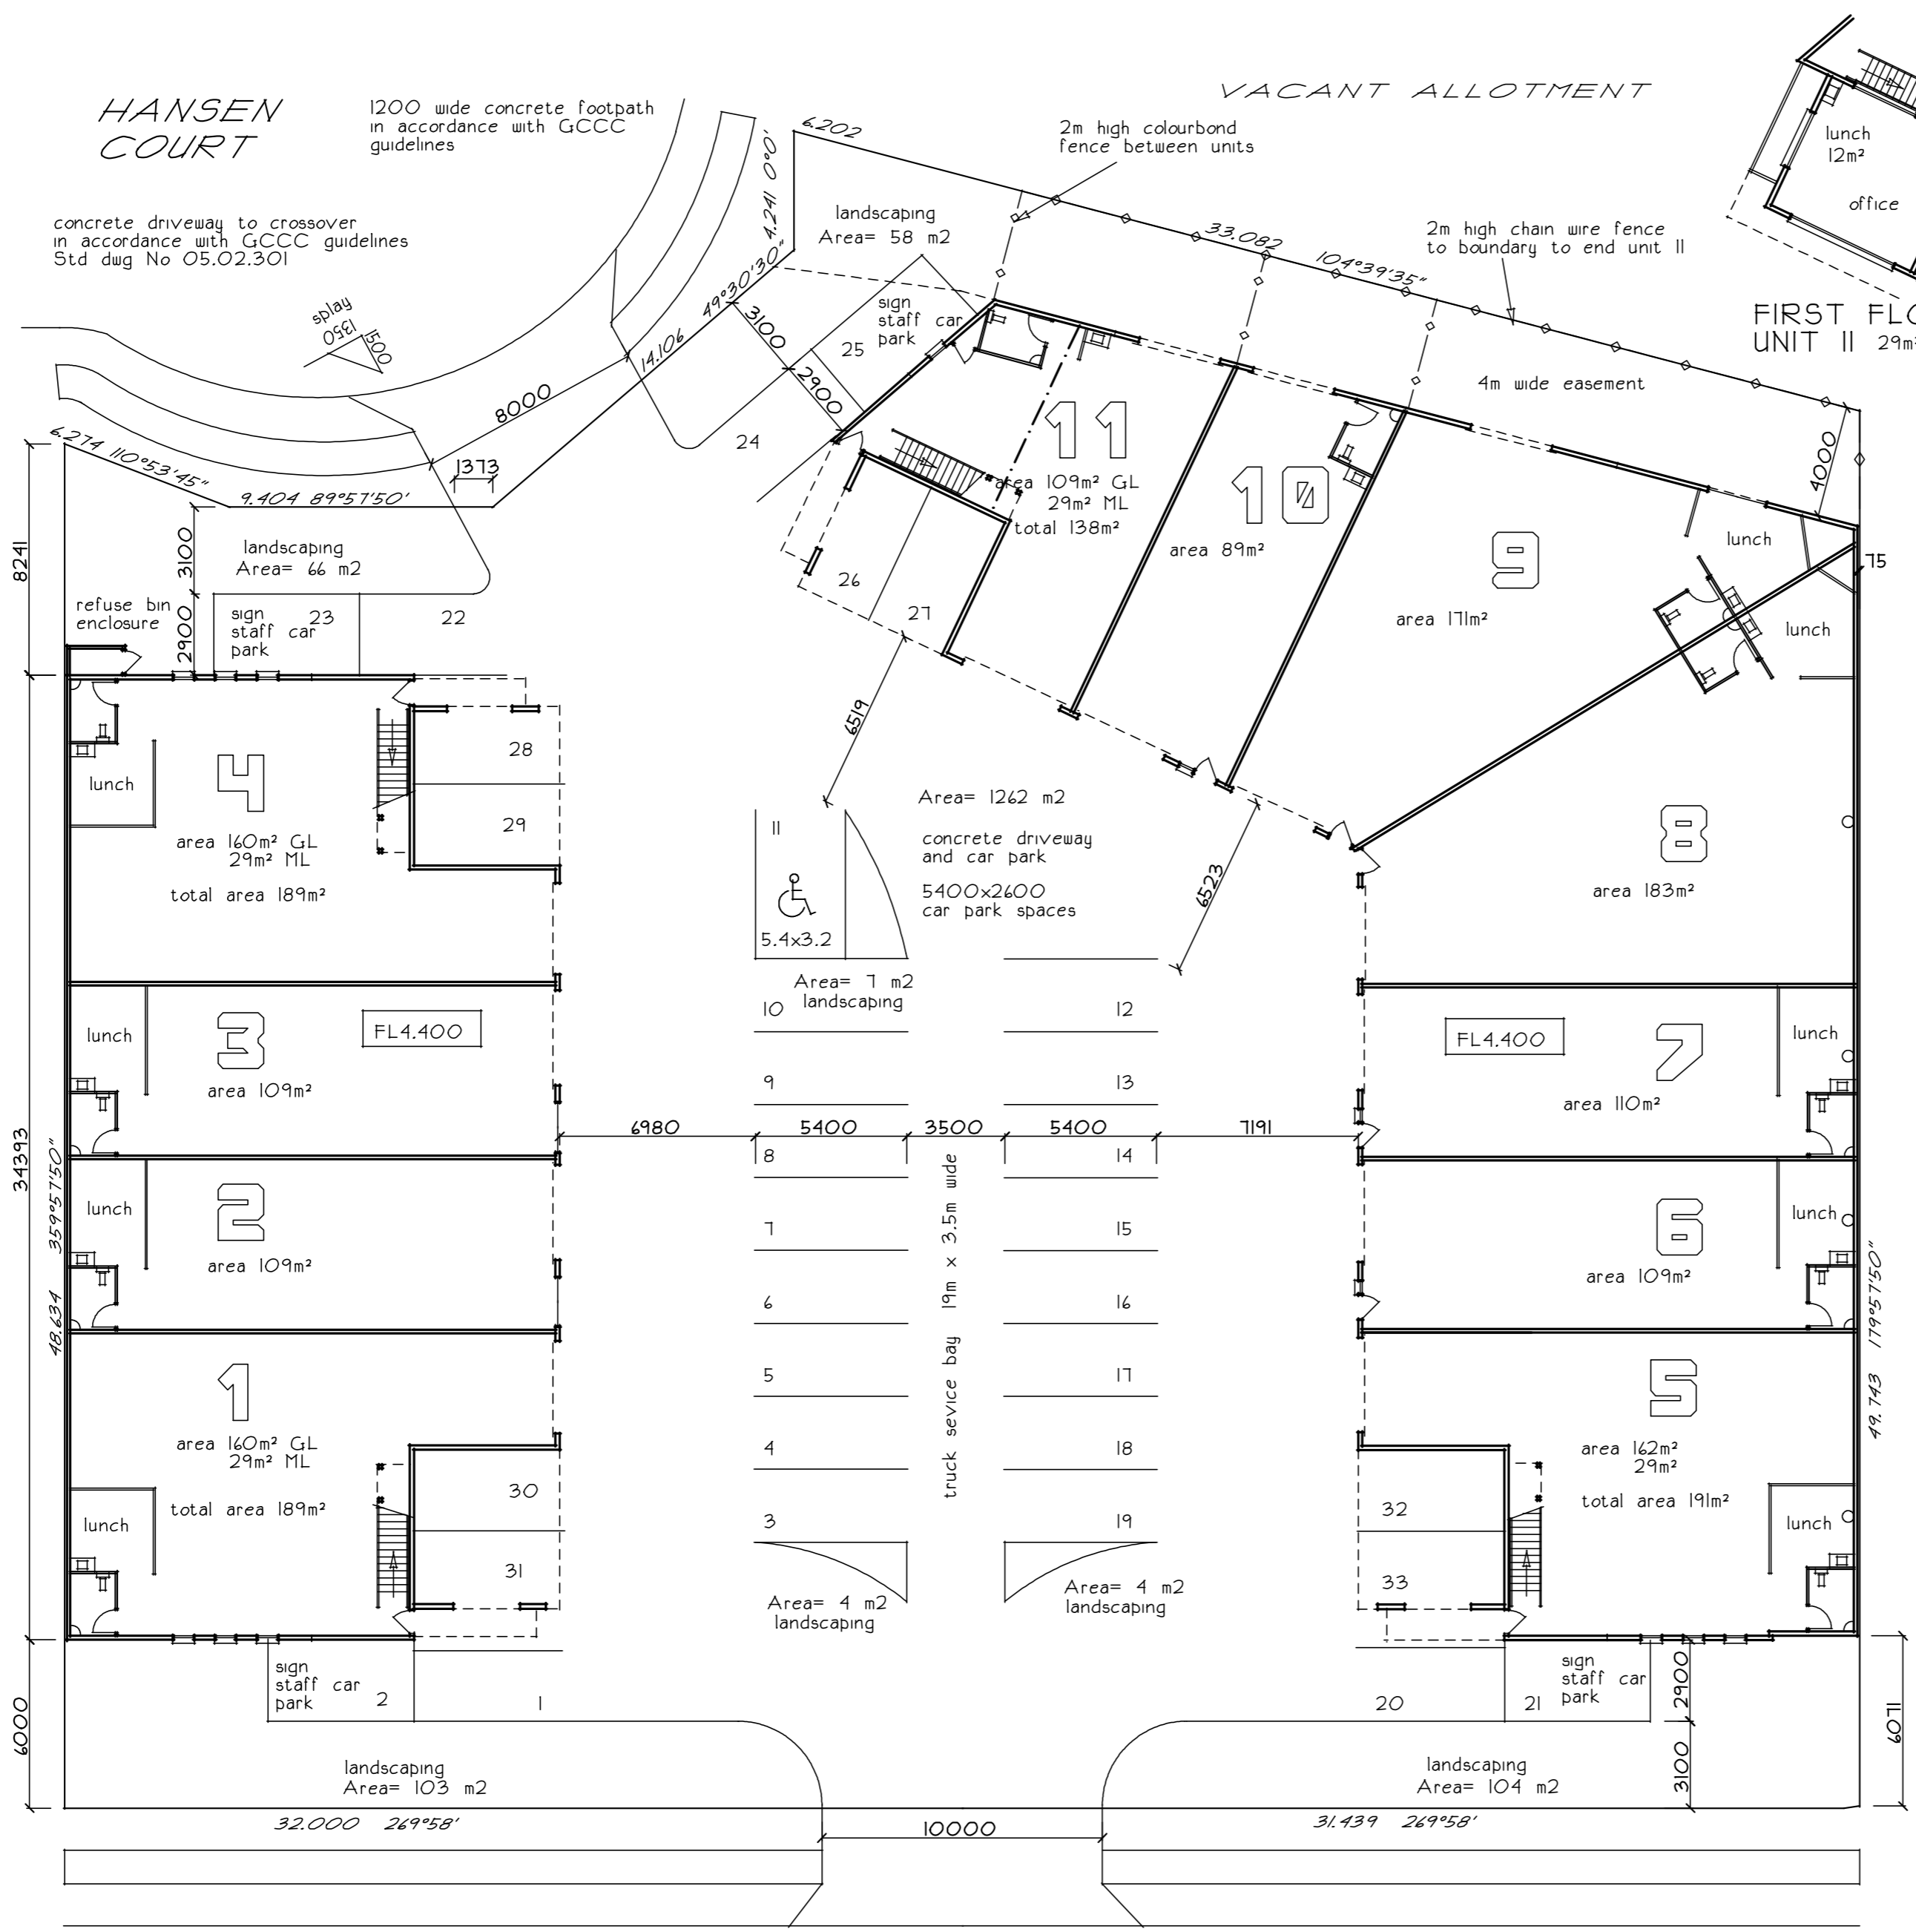 HANSEN
COURT
1200 wide concrete footpath
in accordance with GCCC
guidelines
VACANT ALLOTMENT
2m high colourbond
fence between units
lunch
12m²
office
concrete driveway to crossover
in accordance with GCCC guidelines
Std dwg No 05.02.301
6.202
4.241 0°0'
landscaping
Area= 58 m2
33.082
104°39'35"
2m high chain wire fence
to boundary to end unit 11
FIRST FLO
UNIT 11 29m²
splay
1350
1500
49°30'30"
14.106
3100
2900
sign
staff car
park
25
24
8000
4m wide easement
4000
6.274 110°53'45"
9.404 89°57'50'
1373
11
area 109m² GL
29m² ML
total 138m²
10
area 89m²
9
area 171m²
lunch
75
lunch
8241
3100
landscaping
Area= 66 m2
refuse bin
enclosure
2900
sign
staff car
park
23
22
26
27
6519
4
lunch
area 160m² GL
29m² ML
total area 189m²
28
29
11
5.4x3.2
Area= 1262 m2
concrete driveway
and car park
5400x2600
car park spaces
6523
8
area 183m²
Area= 7 m2
landscaping
10
12
lunch
3
FL4.400
area 109m²
FL4.400
7
lunch
area 110m²
9
13
34393
359°57'50"
48.634
6980
5400
3500
5400
7191
8
14
lunch
2
area 109m²
7
15
6
16
truck sevice bay 19m x 3.5m wide
6
lunch
area 109m²
179°57'50"
49.743
1
area 160m² GL
29m² ML
total area 189m²
lunch
5
17
4
18
3
19
30
31
32
33
5
area 162m²
29m²
total area 191m²
lunch
Area= 4 m2
landscaping
Area= 4 m2
landscaping
sign
staff car
park
2
1
20
21
sign
staff car
park
2900
3100
6000
6071
landscaping
Area= 103 m2
landscaping
Area= 104 m2
32.000 269°58'
10000
31.439 269°58'